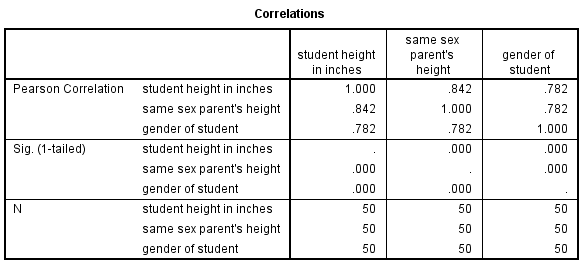 Correlations
student height in inches same sex parent's height gender of student
Pearson Correlation student height in inches 1.000 .842 .782
same sex parent's height .842 1.000 .782
gender of student .782 .782 1.000
Sig. (1-tailed) student height in inches . .000 .000
same sex parent's height .000 . .000
gender of student .000 .000 .
N student height in inches 50 50 50
same sex parent's height 50 50 50
gender of student 50 50 50